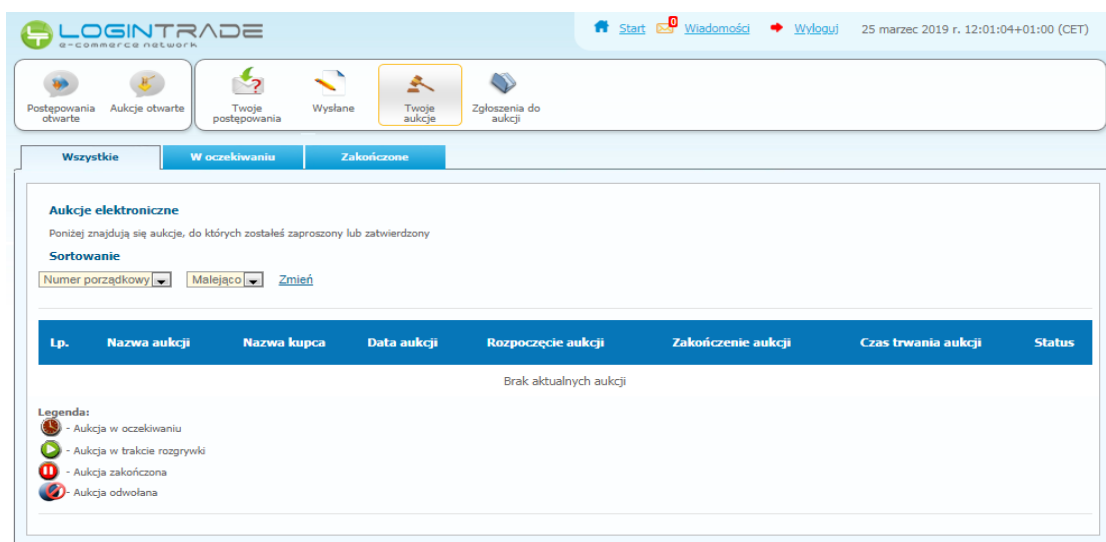 LOGINTRADE
e-commerce network
0
Start Wiadomości Wyloguj 25 marzec 2019 r. 12:01:04+01:00 (CET)
Postępowania otwarte
Aukcje otwarte
Twoje postępowania
Wysłane
Twoje aukcje
Zgłoszenia do aukcji
Wszystkie W oczekiwaniu Zakończone
Aukcje elektroniczne
Poniżej znajdują się aukcje, do których zostałeś zaproszony lub zatwierdzony
Sortowanie
Numer porządkowy Malejąco Zmień
Lp. Nazwa aukcji Nazwa kupca Data aukcji Rozpoczęcie aukcji Zakończenie aukcji Czas trwania aukcji Status
Brak aktualnych aukcji
Legenda:
- Aukcja w oczekiwaniu
- Aukcja w trakcie rozgrywki
- Aukcja zakończona
- Aukcja odwołana